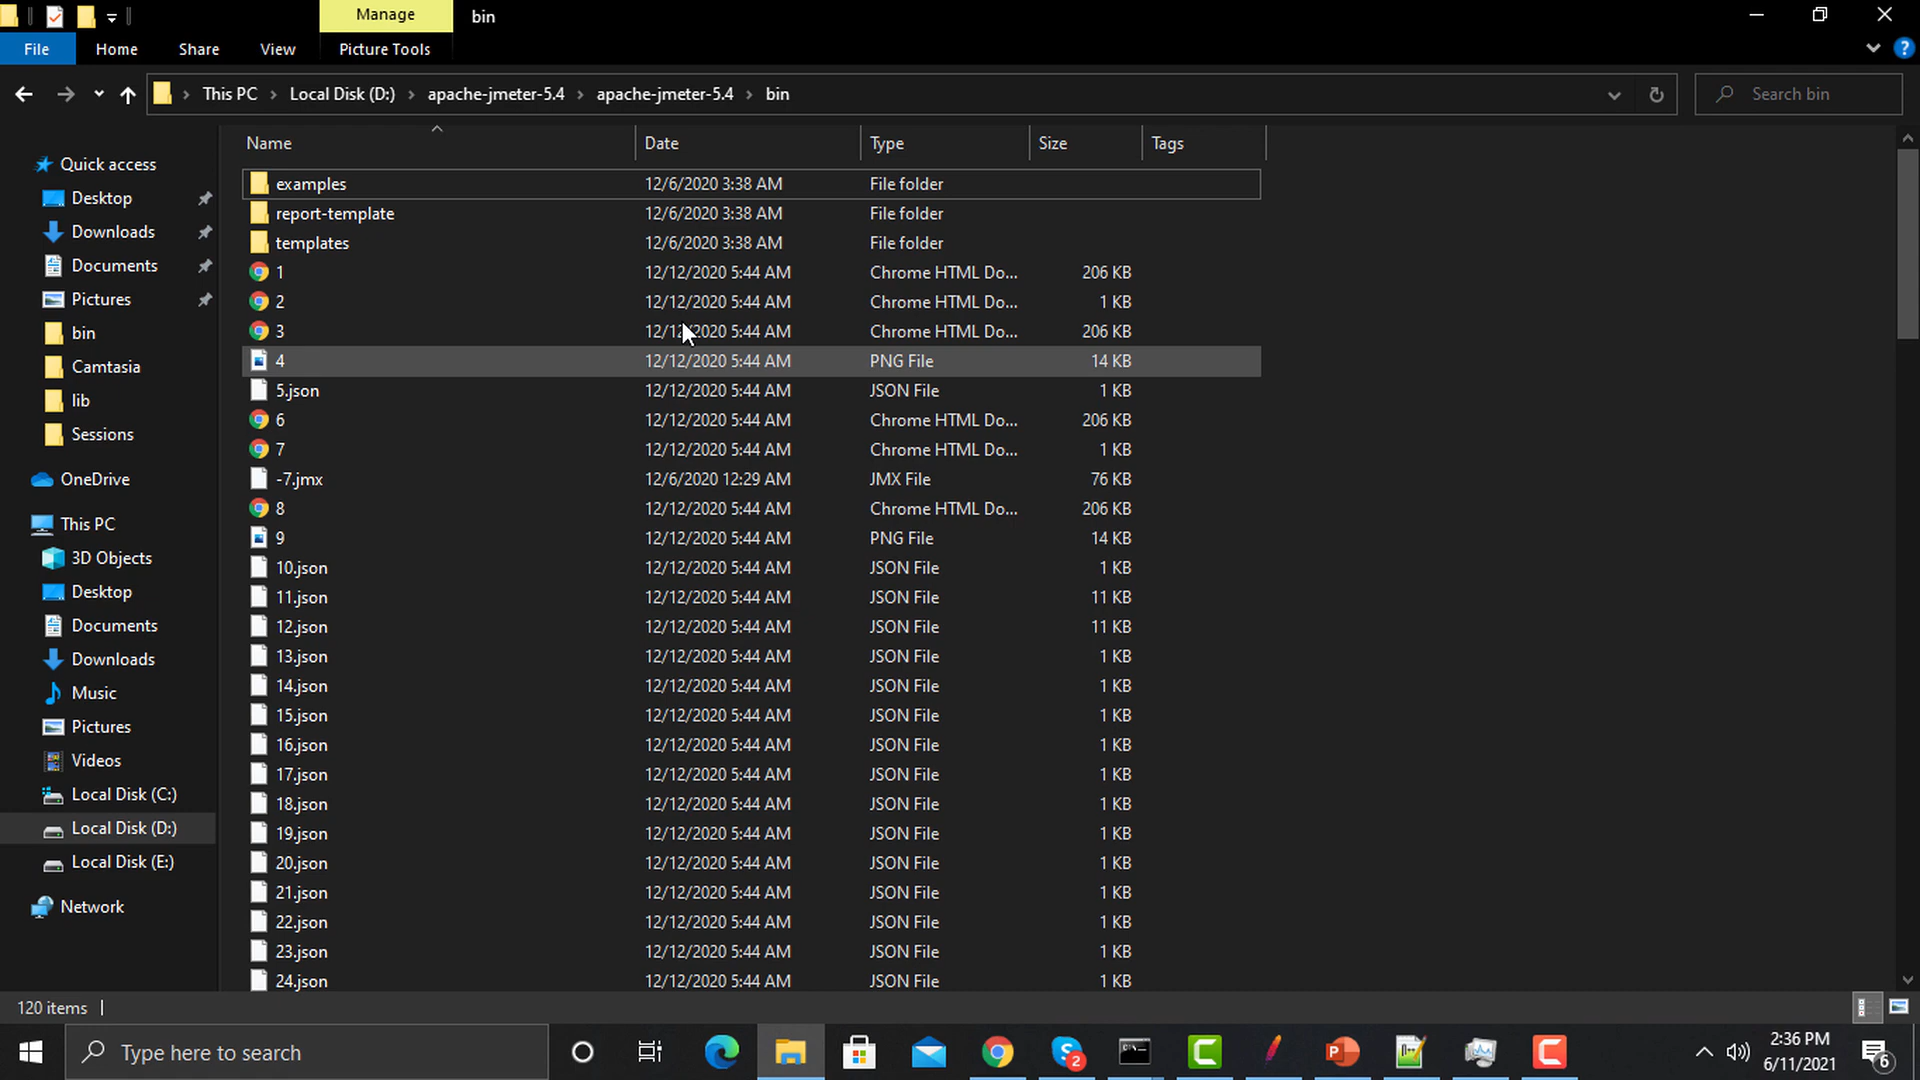 Manage
bin
File
Home
Share
View
Picture Tools
This PC
Local Disk (D:)
apache-jmeter-5.4
apache-jmeter-5.4
bin
Search bin
Name
Date
Type
Size
Tags
Quick access
Desktop
Downloads
Documents
Pictures
bin
Camtasia
lib
Sessions
OneDrive
This PC
3D Objects
Desktop
Documents
Downloads
Music
Pictures
Videos
Local Disk (C:)
Local Disk (D:)
Local Disk (E:)
Network
examples 12/6/2020 3:38 AM File folder
report-template 12/6/2020 3:38 AM File folder
templates 12/6/2020 3:38 AM File folder
1 12/12/2020 5:44 AM Chrome HTML Do... 206 KB
2 12/12/2020 5:44 AM Chrome HTML Do... 1 KB
3 12/12/2020 5:44 AM Chrome HTML Do... 206 KB
4 12/12/2020 5:44 AM PNG File 14 KB
5.json 12/12/2020 5:44 AM JSON File 1 KB
6 12/12/2020 5:44 AM Chrome HTML Do... 206 KB
7 12/12/2020 5:44 AM Chrome HTML Do... 1 KB
-7.jmx 12/6/2020 12:29 AM JMX File 76 KB
8 12/12/2020 5:44 AM Chrome HTML Do... 206 KB
9 12/12/2020 5:44 AM PNG File 14 KB
10.json 12/12/2020 5:44 AM JSON File 1 KB
11.json 12/12/2020 5:44 AM JSON File 11 KB
12.json 12/12/2020 5:44 AM JSON File 11 KB
13.json 12/12/2020 5:44 AM JSON File 1 KB
14.json 12/12/2020 5:44 AM JSON File 1 KB
15.json 12/12/2020 5:44 AM JSON File 1 KB
16.json 12/12/2020 5:44 AM JSON File 1 KB
17.json 12/12/2020 5:44 AM JSON File 1 KB
18.json 12/12/2020 5:44 AM JSON File 1 KB
19.json 12/12/2020 5:44 AM JSON File 1 KB
20.json 12/12/2020 5:44 AM JSON File 1 KB
21.json 12/12/2020 5:44 AM JSON File 1 KB
22.json 12/12/2020 5:44 AM JSON File 1 KB
23.json 12/12/2020 5:44 AM JSON File 1 KB
24.json 12/12/2020 5:44 AM JSON File 1 KB
120 items
Type here to search
2
2:36 PM
6/11/2021
6